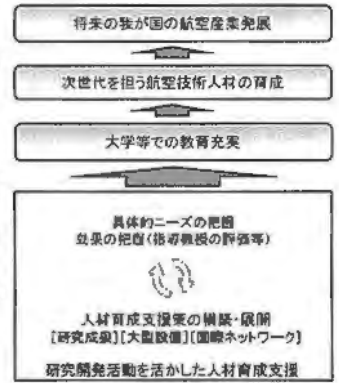 将来の我が国の航空産業発展
次世代を担う航空技術人材の育成
大学等での教育充実
具体的ニーズの把握
効果の把握(指導教授の評価等)
人材育成支援策の構築・展開
[研究成果][大型設備][国際ネットワーク]
研究開発活動を活かした人材育成支援